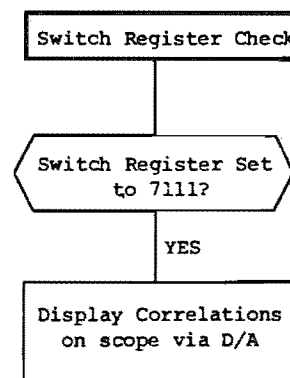 Switch Register Check
Switch Register Set
to 7111?
YES
Display Correlations
on scope via D/A